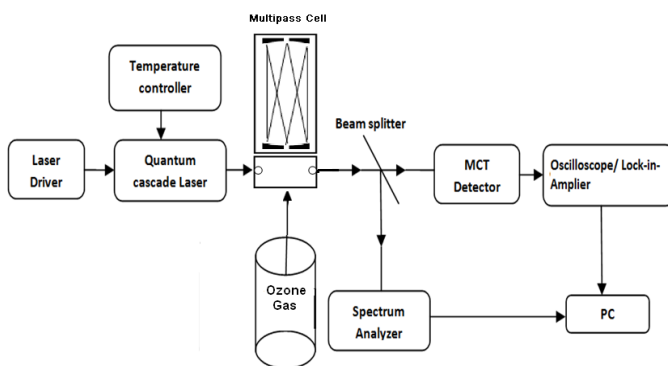 Multipass Cell
Temperature
controller
Beam splitter
Laser
Driver
Quantum
cascade Laser
MCT
Detector
Oscilloscope/ Lock-in-
Amplier
Ozone
Gas
Spectrum
Analyzer
PC